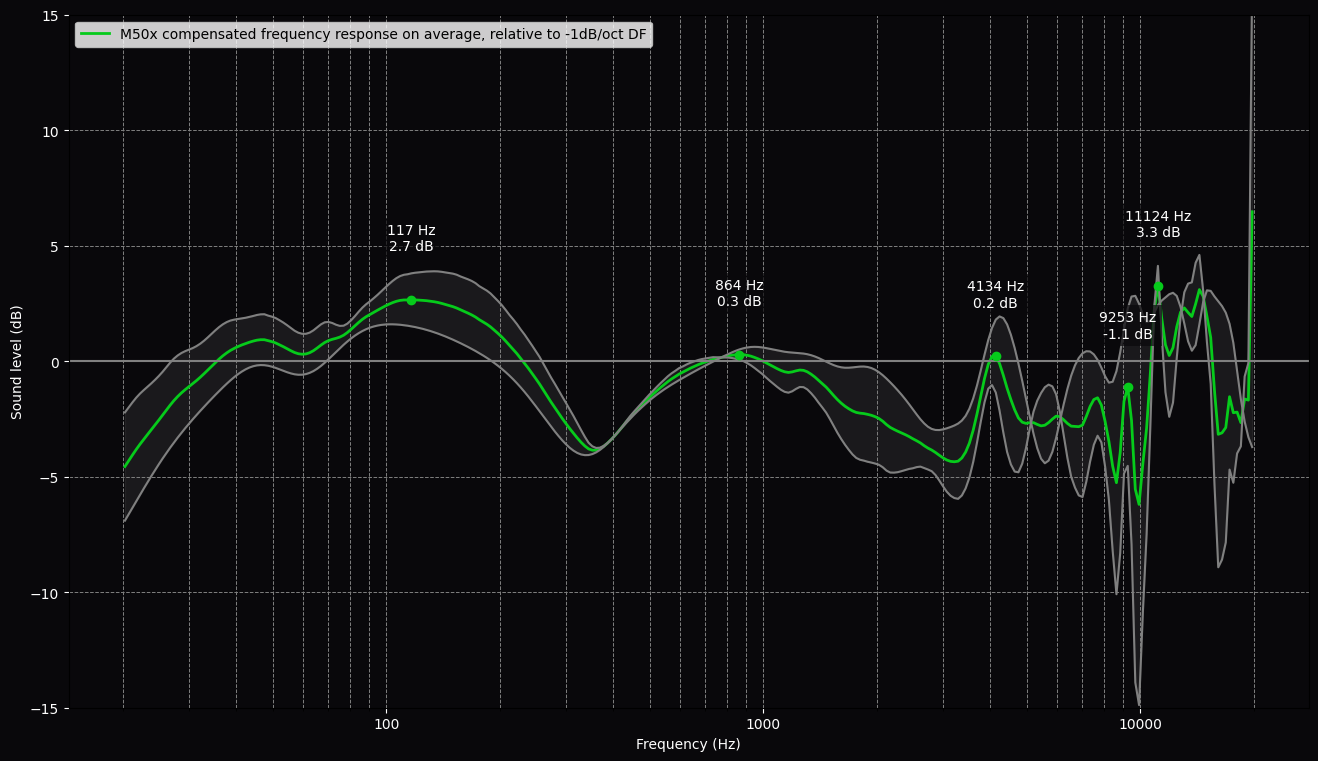 15
M50x compensated frequency response on average, relative to -1dB/oct DF
10
11124 Hz
3.3 dB
117 Hz
2.7 dB
5
864 Hz
0.3 dB
4134 Hz
0.2 dB
9253 Hz
-1.1 dB
0
Sound level (dB)
−5
−10
−15
100
1000
10000
Frequency (Hz)